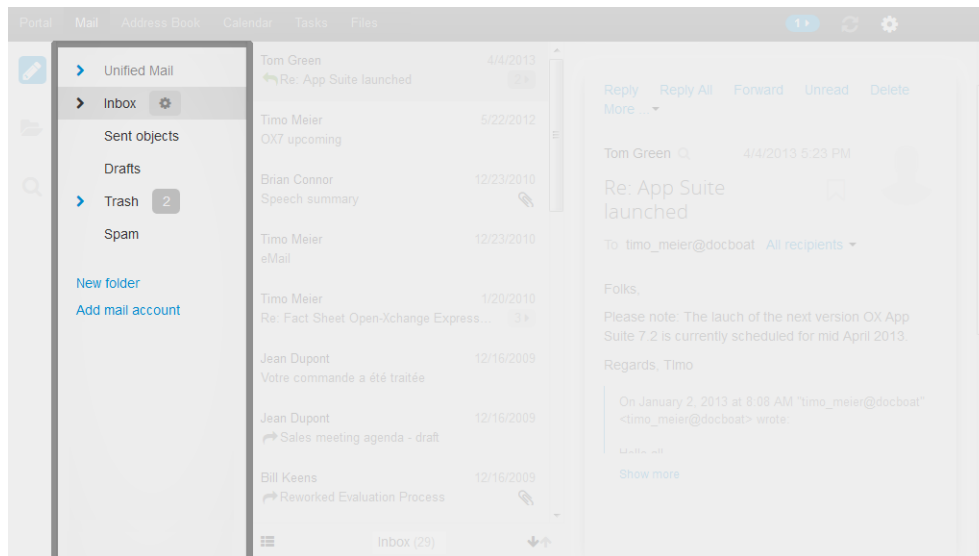 Portal Mail Address Book Calendar Tasks Files 1
Unified Mail
Inbox
Sent objects
Drafts
Trash 2
Spam
New folder
Add mail account
Tom Green 4/4/2013
Re: App Suite launched 2
Timo Meier 5/22/2012
OX7 upcoming
Brian Connor 12/23/2010
Speech summary
Timo Meier 12/23/2010
eMail
Timo Meier 1/20/2010
Re: Fact Sheet Open-Xchange Express... 3
Jean Dupont 12/16/2009
Votre commande a été traitée
Jean Dupont 12/16/2009
Sales meeting agenda - draft
Bill Keens 12/16/2009
Reworked Evaluation Process
Inbox (29)
Reply Reply All Forward Unread Delete
More...
Tom Green 4/4/2013 5:23 PM
Re: App Suite
launched
To timo_meier@docboat All recipients
Folks,
Please note: The lauch of the next version OX App
Suite 7.2 is currently scheduled for mid April 2013.
Regards, Timo
On January 2, 2013 at 8:08 AM "timo_meier@docboat"
<timo_meier@docboat> wrote:
Hello all
Show more